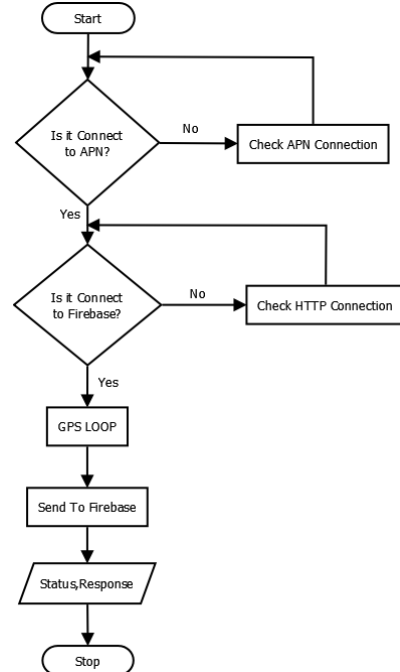 Start
Is it Connect
to APN?
No
Check APN Connection
Yes
Is it Connect
to Firebase?
No
Check HTTP Connection
Yes
GPS LOOP
Send To Firebase
Status,Response
Stop